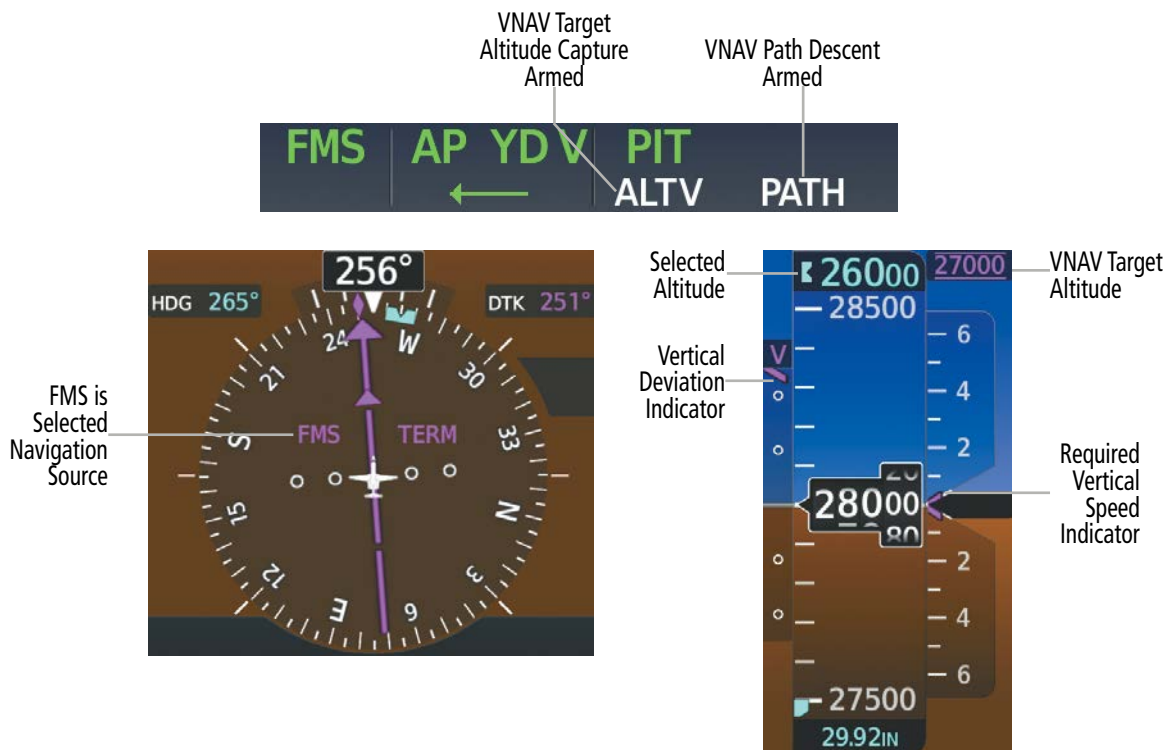 VNAV Target
Altitude Capture
Armed
VNAV Path Descent
Armed
FMS AP YD V PIT
ALTV PATH
256°
HDG 265°
DTK 251°
24
W
21
30
S
33
FMS TERM
15
N
12
3
E
6
FMS is
Selected
Navigation
Source
Selected
Altitude
26000
27000
VNAV Target
Altitude
28500
6
V
Vertical
Deviation
Indicator
4
2
20
28000
80
Required
Vertical
Speed
Indicator
2
4
6
27500
29.92IN